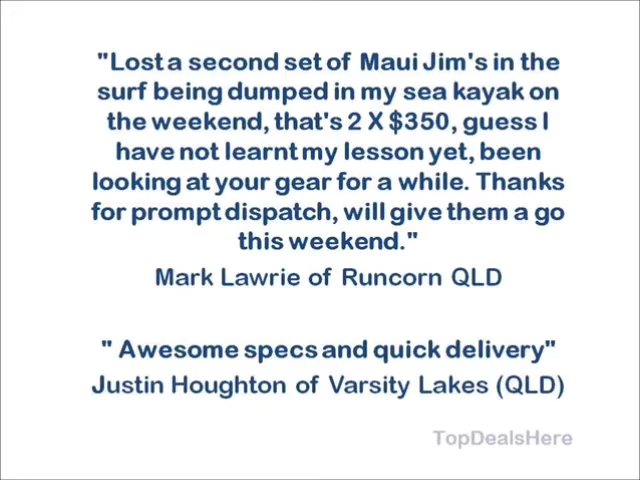 "Lost a second set of Maui Jim's in the
surf being dumped in my sea kayak on
the weekend, that's 2 X $350, guess I
have not learnt my lesson yet, been
looking at your gear for a while. Thanks
for prompt dispatch, will give them a go
this weekend."
Mark Lawrie of Runcorn QLD
" Awesome specs and quick delivery"
Justin Houghton of Varsity Lakes (QLD)
TopDealsHere